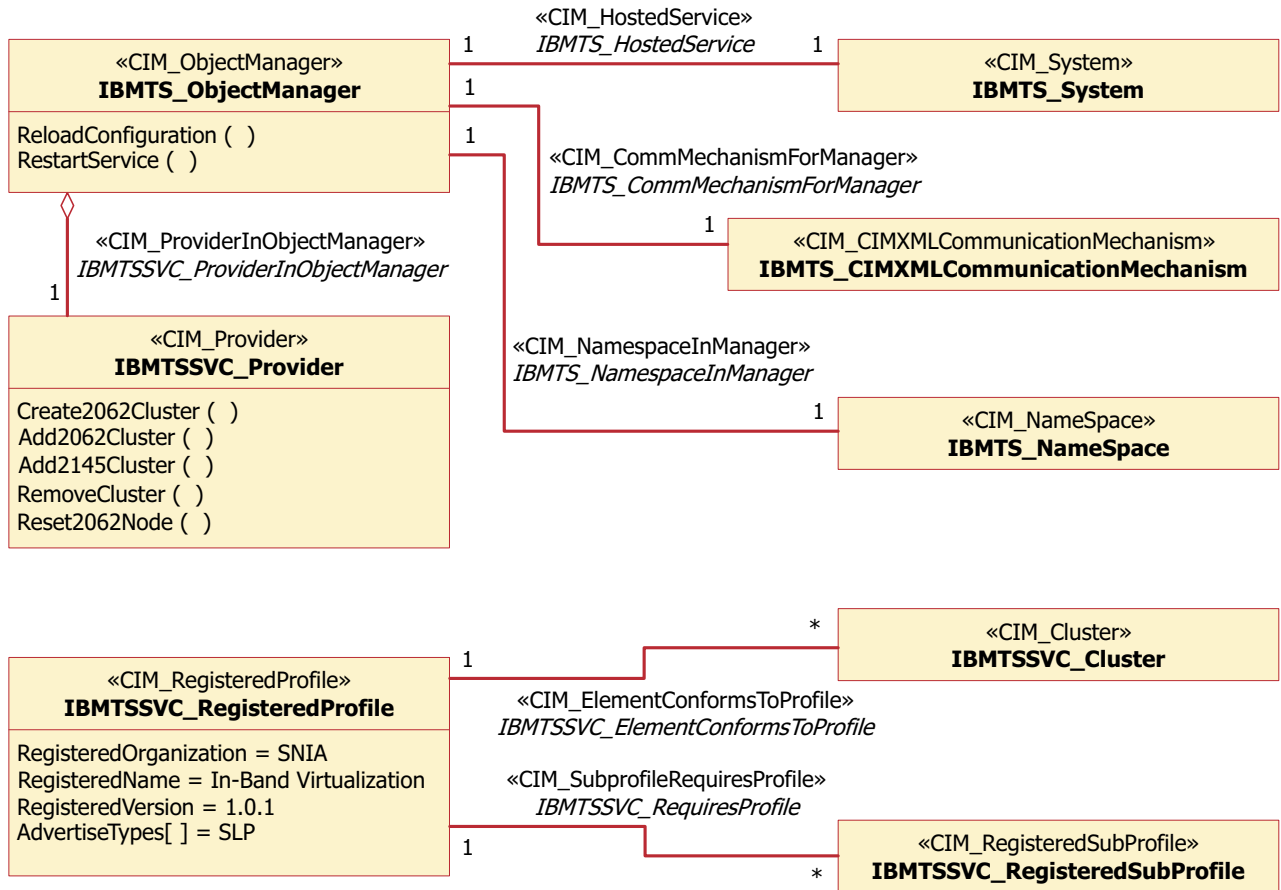 «CIM_HostedService»
IBMTS_HostedService
1
1
«CIM_ObjectManager»
IBMTS_ObjectManager
ReloadConfiguration ( )
RestartService ( )
«CIM_System»
IBMTS_System
1
1
«CIM_CommMechanismForManager»
IBMTS_CommMechanismForManager
1
«CIM_CIMXMLCommunicationMechanism»
IBMTS_CIMXMLCommunicationMechanism
«CIM_ProviderInObjectManager»
IBMTSSVC_ProviderInObjectManager
1
«CIM_Provider»
IBMTSSVC_Provider
Create2062Cluster ( )
Add2062Cluster ( )
Add2145Cluster ( )
RemoveCluster ( )
Reset2062Node ( )
«CIM_NamespaceInManager»
IBMTS_NamespaceInManager
1
«CIM_NameSpace»
IBMTS_NameSpace
*
«CIM_Cluster»
IBMTSSVC_Cluster
1
«CIM_RegisteredProfile»
IBMTSSVC_RegisteredProfile
RegisteredOrganization = SNIA
RegisteredName = In-Band Virtualization
RegisteredVersion = 1.0.1
AdvertiseTypes[ ] = SLP
«CIM_ElementConformsToProfile»
IBMTSSVC_ElementConformsToProfile
«CIM_SubprofileRequiresProfile»
IBMTSSVC_RequiresProfile
1
*
«CIM_RegisteredSubProfile»
IBMTSSVC_RegisteredSubProfile